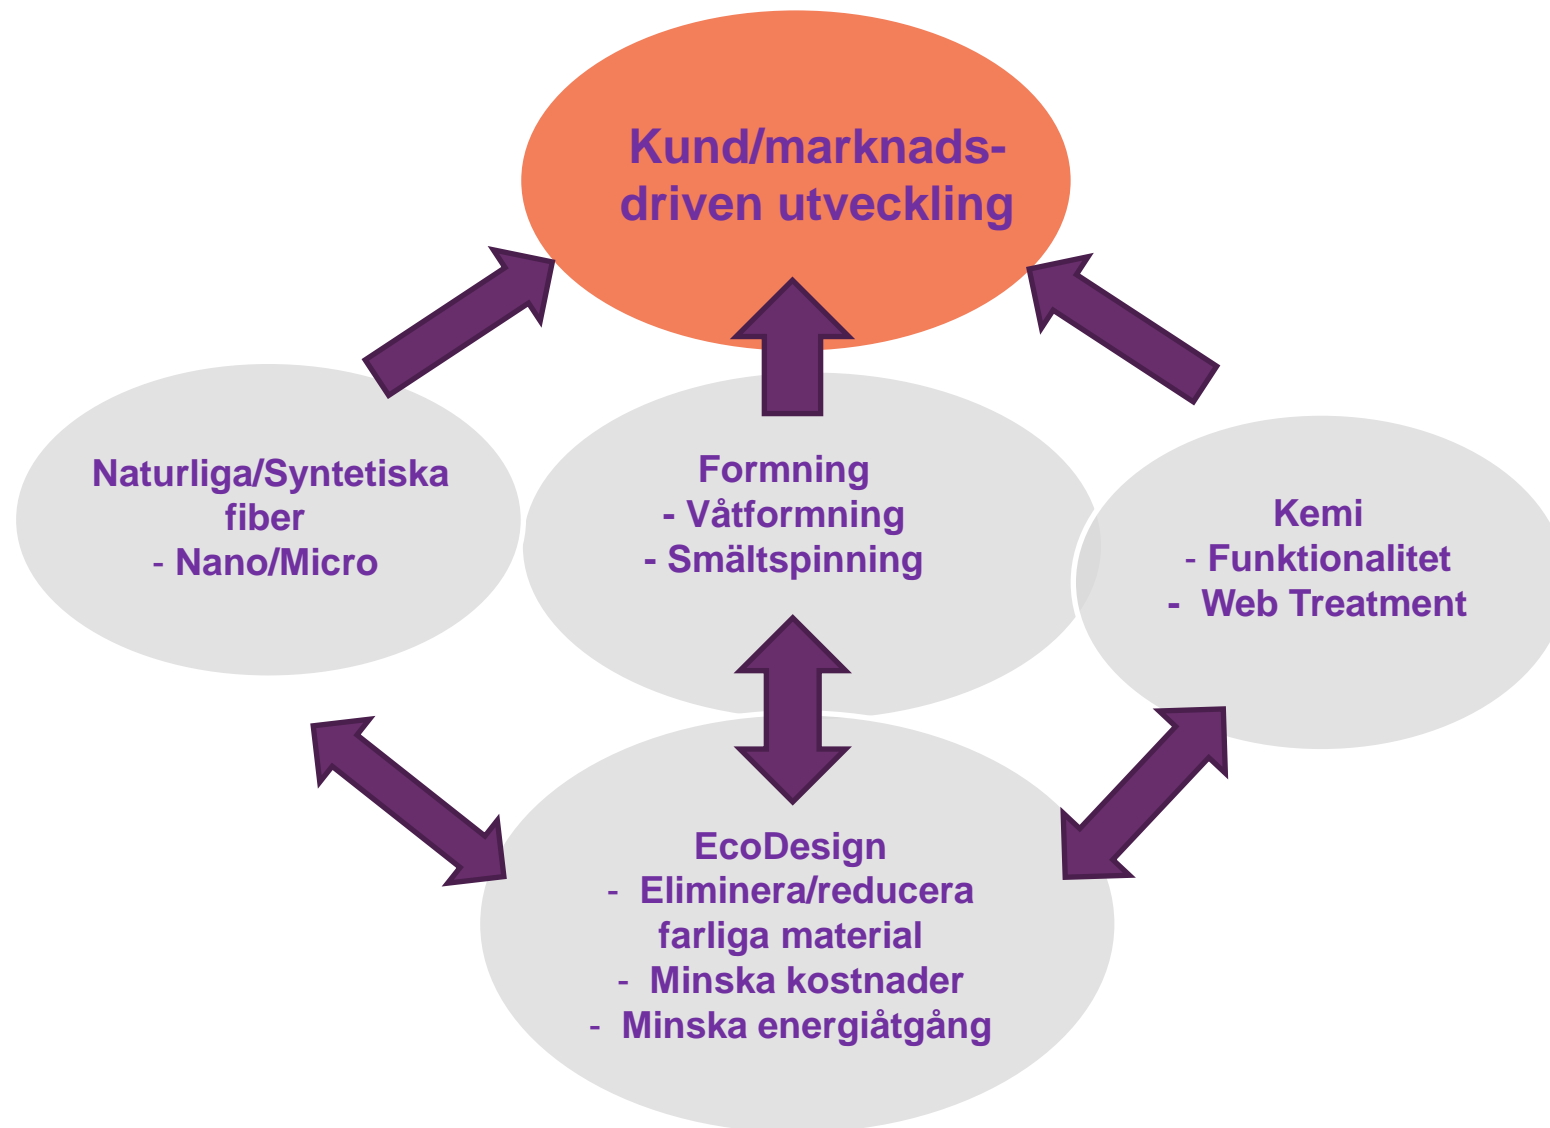 Kund/marknads-
driven utveckling
Naturliga/Syntetiska
fiber
- Nano/Micro
Formning
- Våtformning
- Smältspinning
Kemi
- Funktionalitet
- Web Treatment
EcoDesign
- Eliminera/reducera
farliga material
- Minska kostnader
- Minska energiåtgång